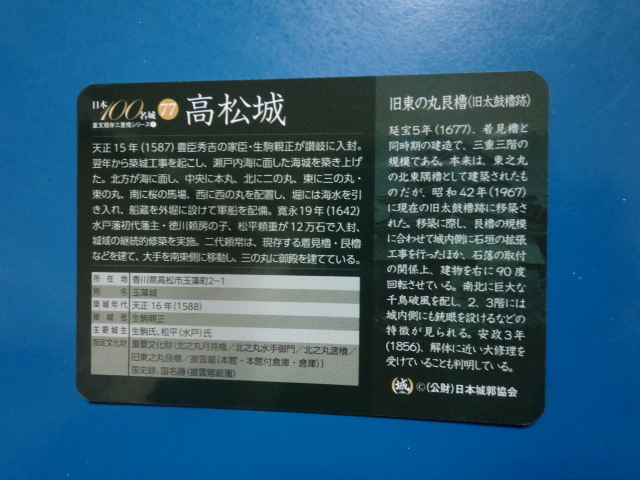 日本100名城
重文現存三重櫓シリーズ
77 高松城
天正15年(1587)豊臣秀吉の家臣・生駒親正が讃岐に入封。
翌年から築城工事を起こし、瀬戸内海に面した海城を築き上げ
た。北方が海に面し、中央に本丸、北に二の丸、東に三の丸・
東の丸、南に桜の馬場、西に西の丸を配置し、堀には海水を引
き入れ、船蔵を外堀に設けて軍船を配備。寛永19年(1642)
水戸藩初代藩主・徳川頼房の子、松平頼重が12万石で入封、
城域の継続的修築を実施。二代頼常は、現存する着見櫓・艮櫓
などを建て、大手を南東側に移動し、三の丸に御殿を建てている。
所在地 香川県高松市玉藻町2−1
別名 玉藻城
築城年代 天正16年(1588)
築城者 生駒親正
主要城主 生駒氏、松平(水戸)氏
指定文化財 重要文化財(北之丸月見櫓/北之丸水手御門/北之丸渡櫓/
旧東之丸艮櫓/披雲閣(本館・本館付倉庫・倉庫))
国史跡、国名勝(披雲閣庭園)
旧東の丸艮櫓(旧太鼓櫓跡)
延宝5年(1677)、着見櫓と
同時期の建造で、三重三階の
規模である。本来は、東之丸
の北東隅櫓として建築されたも
のだが、昭和42年(1967)
に現在の旧太鼓櫓跡に移築さ
れた。移築に際し、艮櫓の規模
に合わせて城内側に石垣の拡張
工事を行ったほか、石落の取付
の関係上、建物を右に90度
回転させている。南北に巨大な
千鳥破風を配し、2、3階には
城内側にも銃眼を設けるなどの
特徴が見られる。安政3年
(1856)、解体に近い大修理を
受けていることも判明している。
城 ©(公財)日本城郭協会